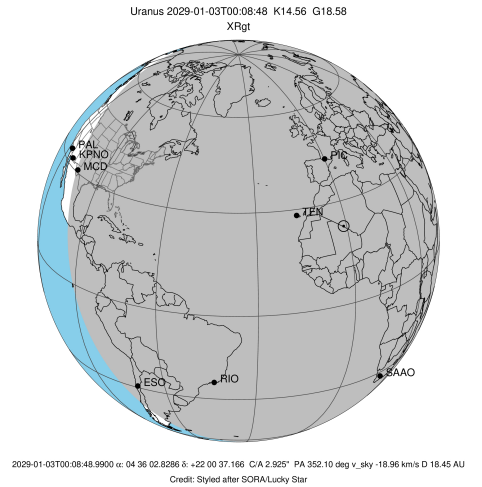 Uranus 2029-01-03T00:08:48 K14.56 G18.58
XRgt
PAL
KPNO
MCD
PIC
TEN
ESO
RIO
SAAO
2029-01-03T00:08:48.9900 α: 04 36 02.8286 δ: +22 00 37.166 C/A 2.925" PA 352.10 deg v_sky -18.96 km/s D 18.45 AU
Credit: Styled after SORA/Lucky Star